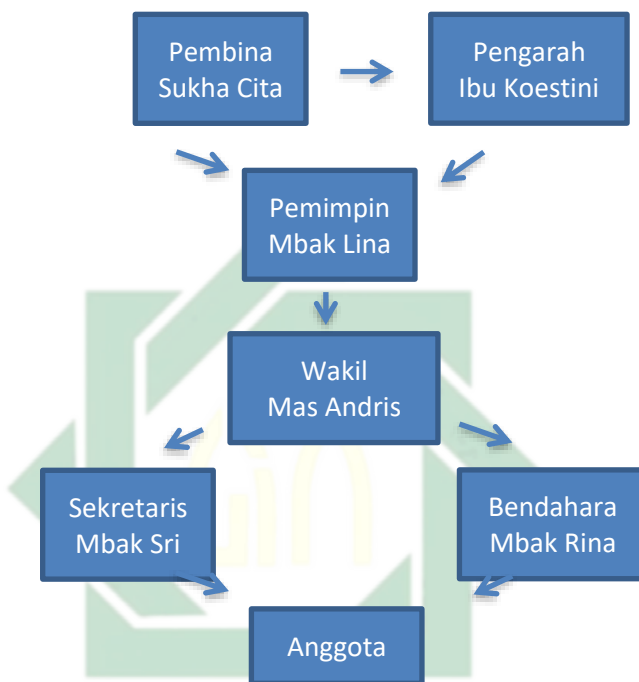 Pembina
Sukha Cita
Pengarah
Ibu Koestini
Pemimpin
Mbak Lina
Wakil
Mas Andris
Sekretaris
Mbak Sri
Bendahara
Mbak Rina
Anggota